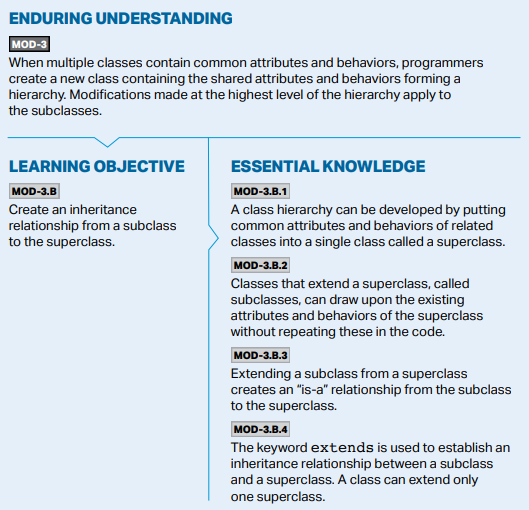 ENDURING UNDERSTANDING
MOD-3
When multiple classes contain common attributes and behaviors, programmers
create a new class containing the shared attributes and behaviors forming a
hierarchy. Modifications made at the highest level of the hierarchy apply to
the subclasses.
LEARNING OBJECTIVE
MOD-3.B
Create an inheritance
relationship from a subclass
to the superclass.
ESSENTIAL KNOWLEDGE
MOD-3.B.1
A class hierarchy can be developed by putting
common attributes and behaviors of related
classes into a single class called a superclass.
MOD-3.B.2
Classes that extend a superclass, called
subclasses, can draw upon the existing
attributes and behaviors of the superclass
without repeating these in the code.
MOD-3.B.3
Extending a subclass from a superclass
creates an “is-a” relationship from the subclass
to the superclass.
MOD-3.B.4
The keyword extends is used to establish an
inheritance relationship between a subclass
and a superclass. A class can extend only
one superclass.